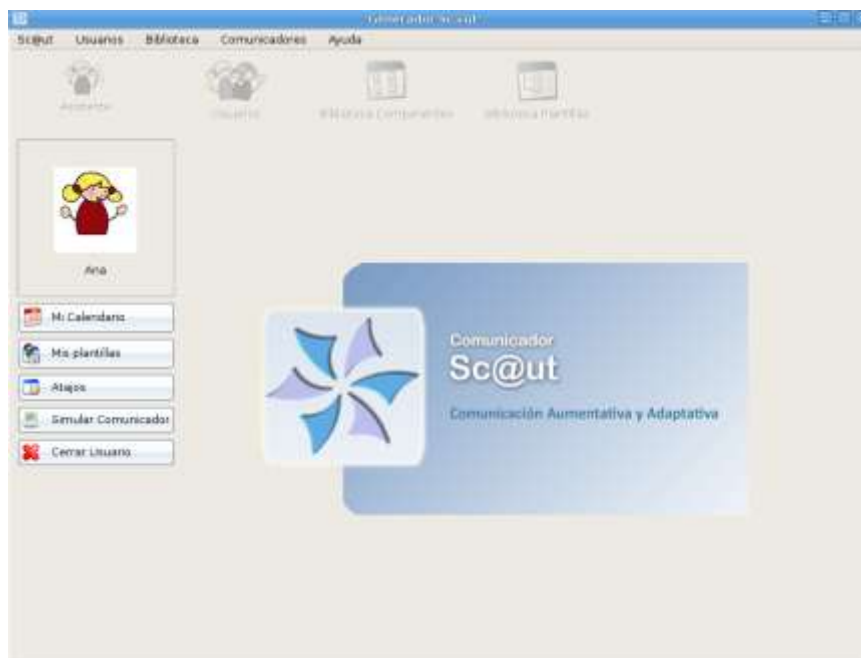 Generador Sc@ut
Sc@ut Usuarios Biblioteca Comunicadores Ayuda
Asistente Usuarios Biblioteca Componentes Biblioteca Plantillas
Ana
Mi Calendario
Mis plantillas
Atajos
Simular Comunicador
Cerrar Usuario
Comunicador
Sc@ut
Comunicación Aumentativa y Adaptativa